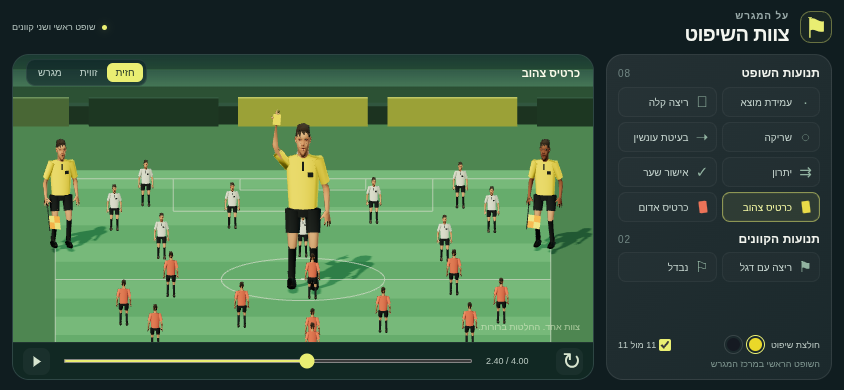 על המגרש
צוות השיפוט
שופט ראשי ושני קוונים
תנועות השופט
08
עמידת מוצא
ריצה קלה
שריקה
בעיטת עונשין
יתרון
אישור שער
כרטיס צהוב
כרטיס אדום
תנועות הקוונים
02
ריצה עם דגל
נבדל
חולצת שיפוט
11 מול 11
השופט הראשי במרכז המגרש
כרטיס צהוב
חזית
זווית
מגרש
צוות אחד. החלטות ברורות.
2.40 / 4.00